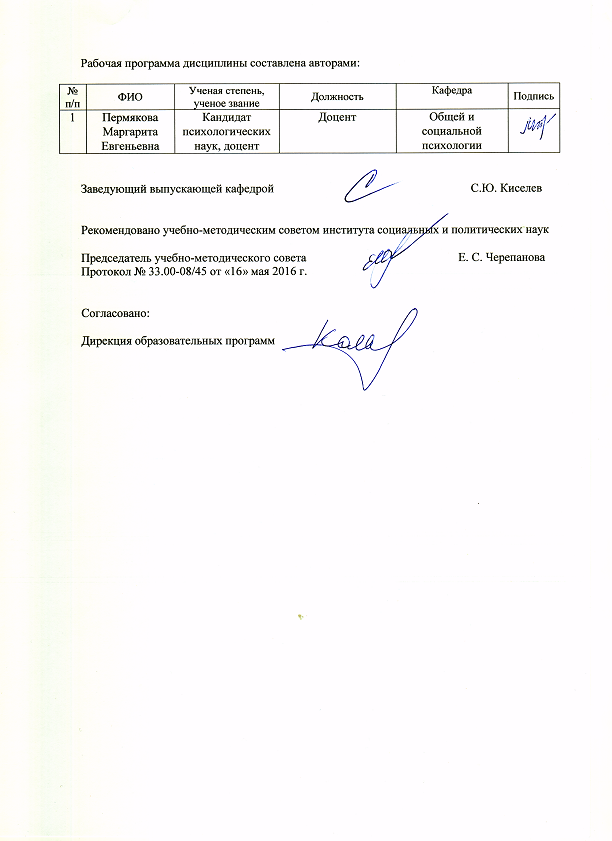 Рабочая программа дисциплины составлена авторами:
№ п/п ФИО Ученая степень, ученое звание Должность Кафедра Подпись
1 Пермякова Маргарита Евгеньевна Кандидат психологических наук, доцент Доцент Общей и социальной психологии
Заведующий выпускающей кафедрой С.Ю. Киселев
Рекомендовано учебно-методическим советом института социальных и политических наук
Председатель учебно-методического совета Е. С. Черепанова
Протокол № 33.00-08/45 от «16» мая 2016 г.
Согласовано:
Дирекция образовательных программ